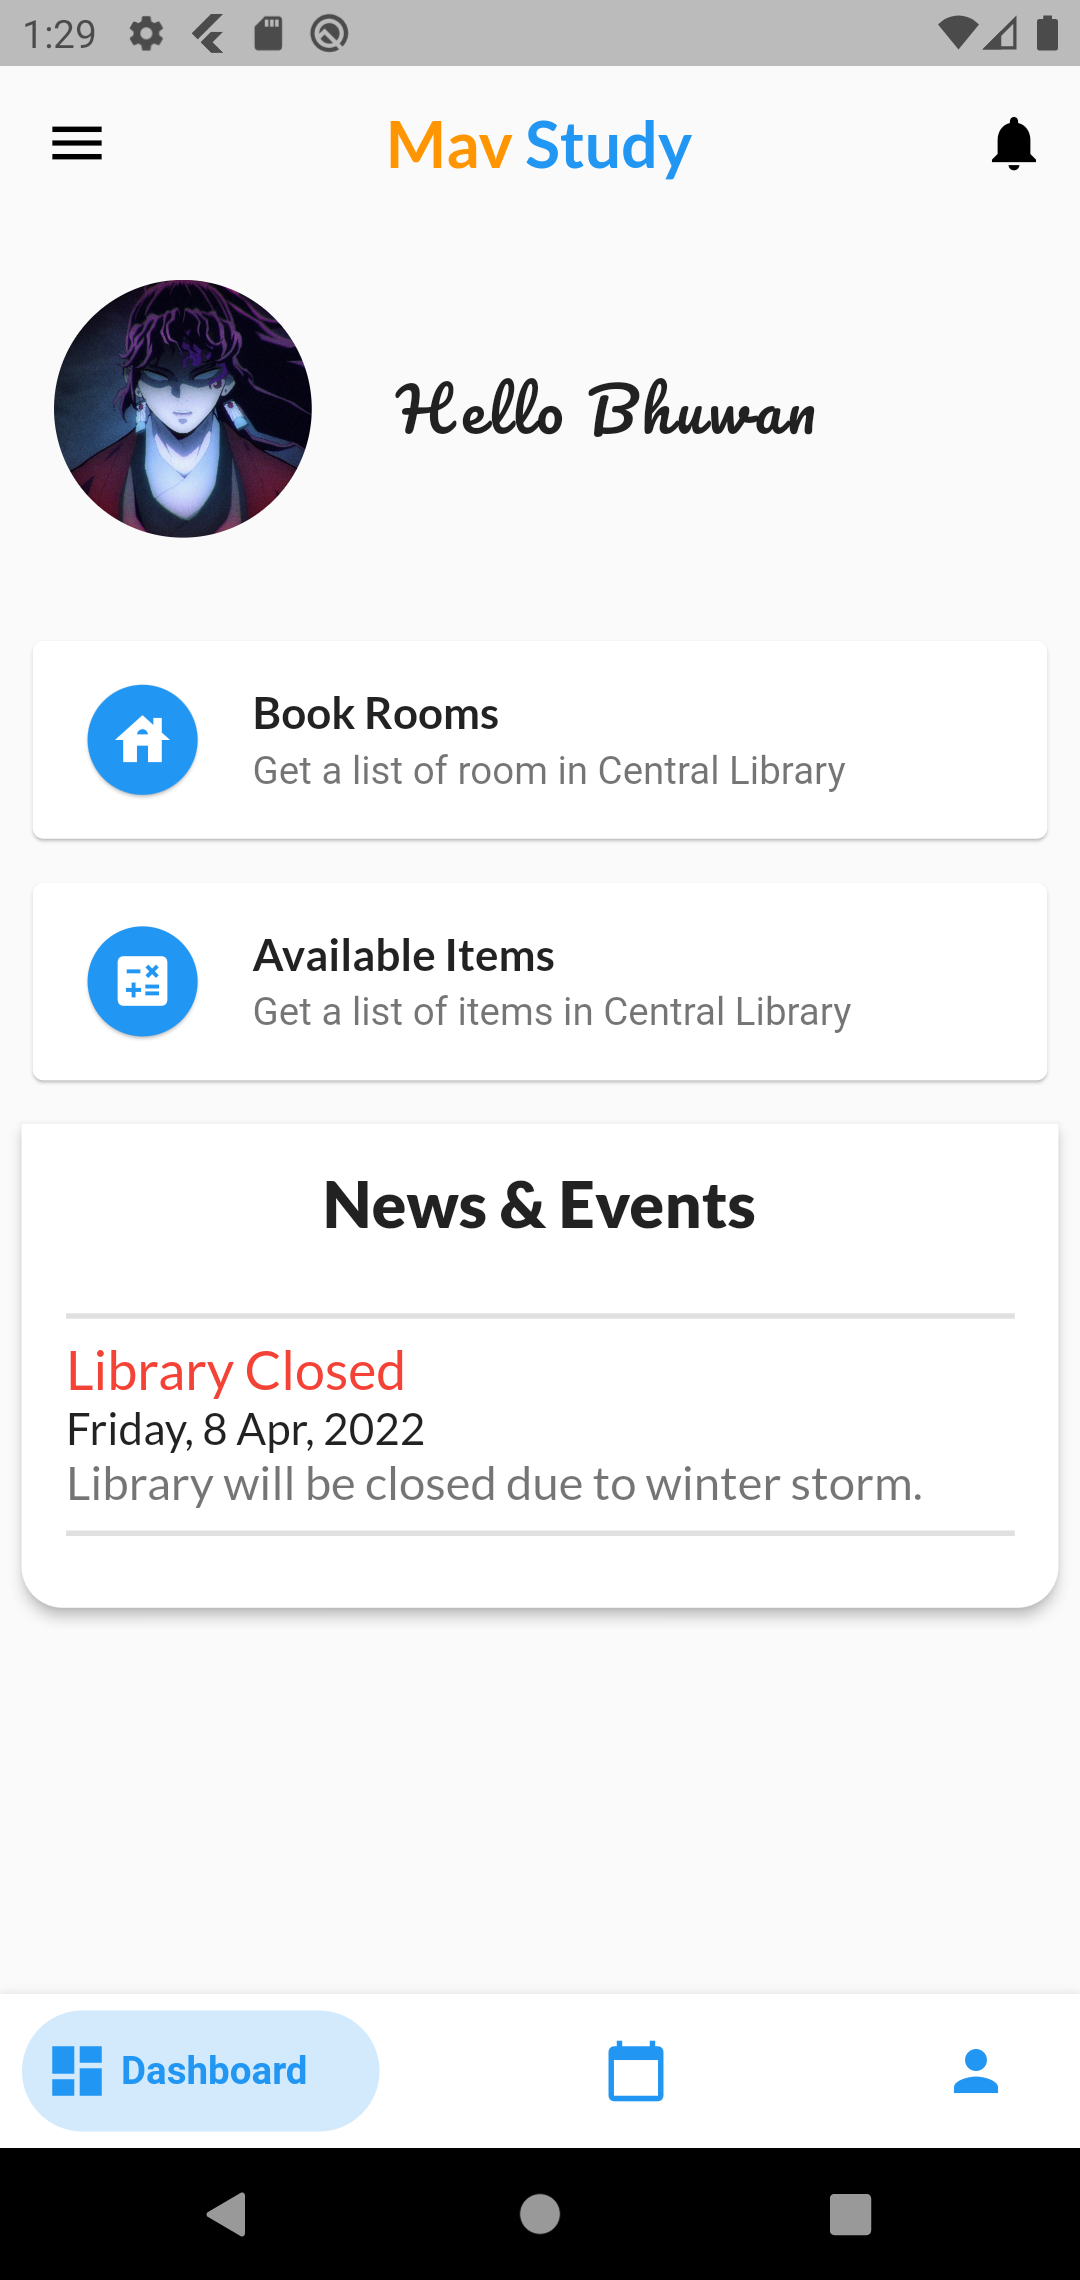 1:29
Mav Study
Hello Bhuwan
Book Rooms
Get a list of room in Central Library
Available Items
Get a list of items in Central Library
News & Events
Library Closed
Friday, 8 Apr, 2022
Library will be closed due to winter storm.
Dashboard